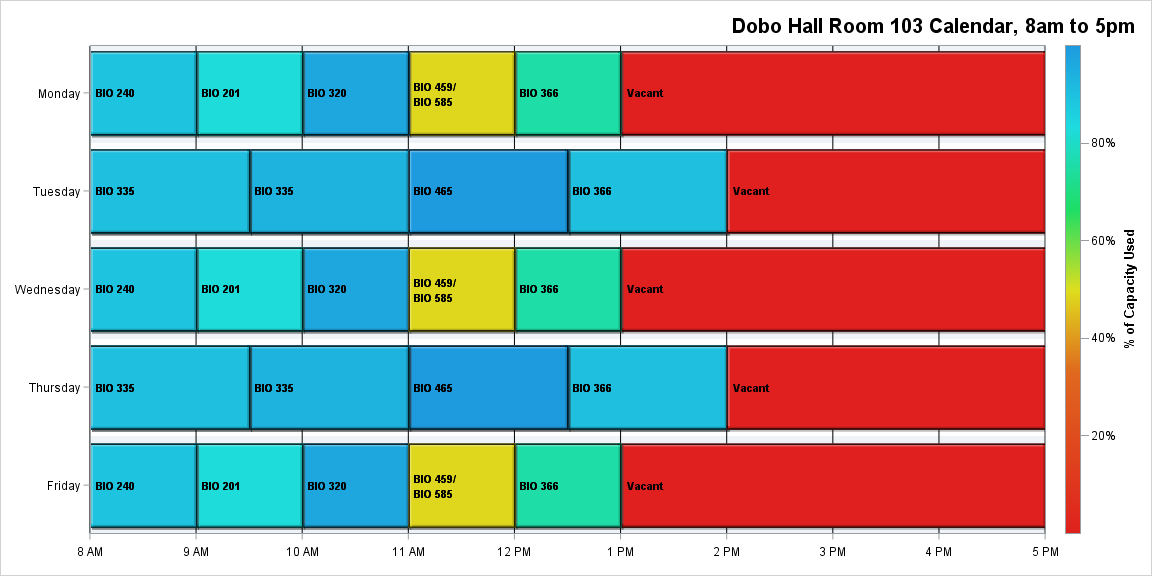 Dobo Hall Room 103 Calendar, 8am to 5pm
Monday
BIO 240
BIO 201
BIO 320
BIO 459/
BIO 585
BIO 366
Vacant
Tuesday
BIO 335
BIO 335
BIO 465
BIO 366
Vacant
Wednesday
BIO 240
BIO 201
BIO 320
BIO 459/
BIO 585
BIO 366
Vacant
Thursday
BIO 335
BIO 335
BIO 465
BIO 366
Vacant
Friday
BIO 240
BIO 201
BIO 320
BIO 459/
BIO 585
BIO 366
Vacant
8 AM
9 AM
10 AM
11 AM
12 PM
1 PM
2 PM
3 PM
4 PM
5 PM
80%
60%
40%
20%
% of Capacity Used